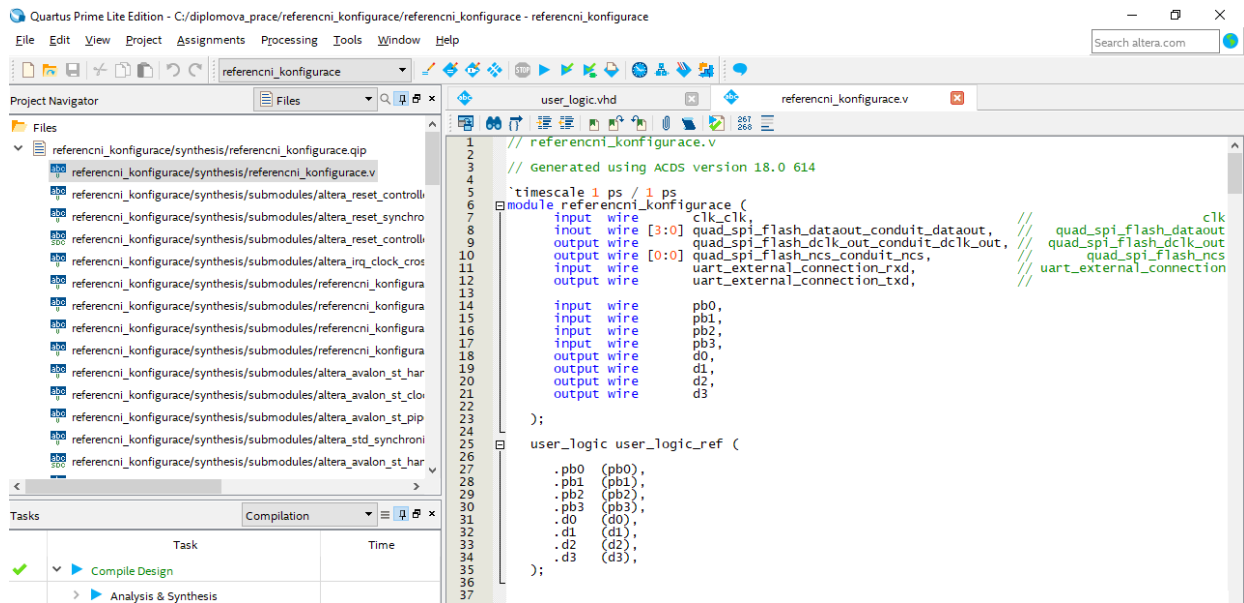 Quartus Prime Lite Edition - C:/diplomova_prace/referencni_konfigurace/referencni_konfigurace - referencni_konfigurace
File Edit View Project Assignments Processing Tools Window Help
Search altera.com
referencni_konfigurace
STOP
Project Navigator
Files
Files
referencni_konfigurace/synthesis/referencni_konfigurace.qip
referencni_konfigurace/synthesis/referencni_konfigurace.v
referencni_konfigurace/synthesis/submodules/altera_reset_controll
referencni_konfigurace/synthesis/submodules/altera_reset_synchro
referencni_konfigurace/synthesis/submodules/altera_reset_controll
referencni_konfigurace/synthesis/submodules/altera_irq_clock_cros
referencni_konfigurace/synthesis/submodules/referencni_konfigura
referencni_konfigurace/synthesis/submodules/referencni_konfigura
referencni_konfigurace/synthesis/submodules/referencni_konfigura
referencni_konfigurace/synthesis/submodules/referencni_konfigura
referencni_konfigurace/synthesis/submodules/altera_avalon_st_har
referencni_konfigurace/synthesis/submodules/altera_avalon_st_clo
referencni_konfigurace/synthesis/submodules/altera_avalon_st_pip
referencni_konfigurace/synthesis/submodules/altera_std_synchroni
referencni_konfigurace/synthesis/submodules/altera_avalon_st_har
Tasks
Compilation
Task Time
Compile Design
Analysis & Synthesis
user_logic.vhd
referencni_konfigurace.v
267
268
1 // referencni_konfigurace.v
2
3 // Generated using ACDS version 18.0 614
4
5 `timescale 1 ps / 1 ps
6 module referencni_konfigurace (
7 input wire clk_clk, // clk
8 inout wire [3:0] quad_spi_flash_dataout_conduit_dataout, // quad_spi_flash_dataout
9 output wire quad_spi_flash_dclk_out_conduit_dclk_out, // quad_spi_flash_dclk_out
10 output wire [0:0] quad_spi_flash_ncs_conduit_ncs, // quad_spi_flash_ncs
11 input wire uart_external_connection_rxd, // uart_external_connection
12 output wire uart_external_connection_txd, //
13
14 input wire pb0,
15 input wire pb1,
16 input wire pb2,
17 input wire pb3,
18 output wire d0,
19 output wire d1,
20 output wire d2,
21 output wire d3
22
23 );
24
25 user_logic user_logic_ref (
26
27 .pb0 (pb0),
28 .pb1 (pb1),
29 .pb2 (pb2),
30 .pb3 (pb3),
31 .d0 (d0),
32 .d1 (d1),
33 .d2 (d2),
34 .d3 (d3),
35 );
36
37